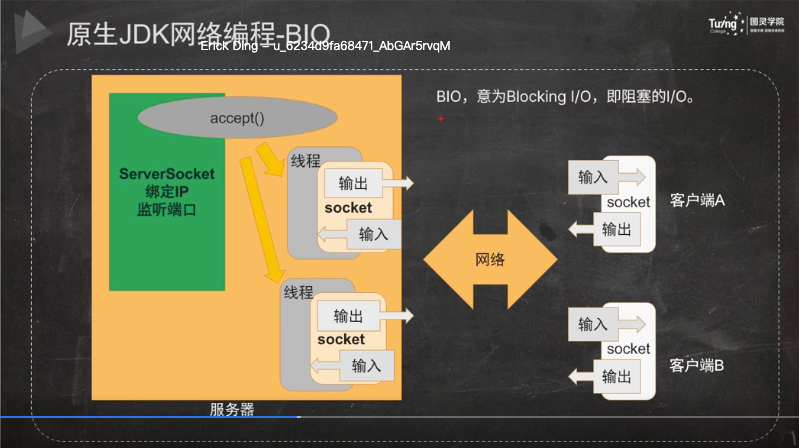 原生JDK网络编程-BIO
Erick Ding – u_6234d9fa68471_AbGAr5rvqM
Tuling
College
图灵学院
BIO，意为Blocking I/O，即阻塞的I/O。
accept()
ServerSocket
绑定IP
监听端口
线程
输出
socket
输入
线程
输出
socket
输入
服务器
网络
输入
socket
输出
客户端A
输入
socket
输出
客户端B